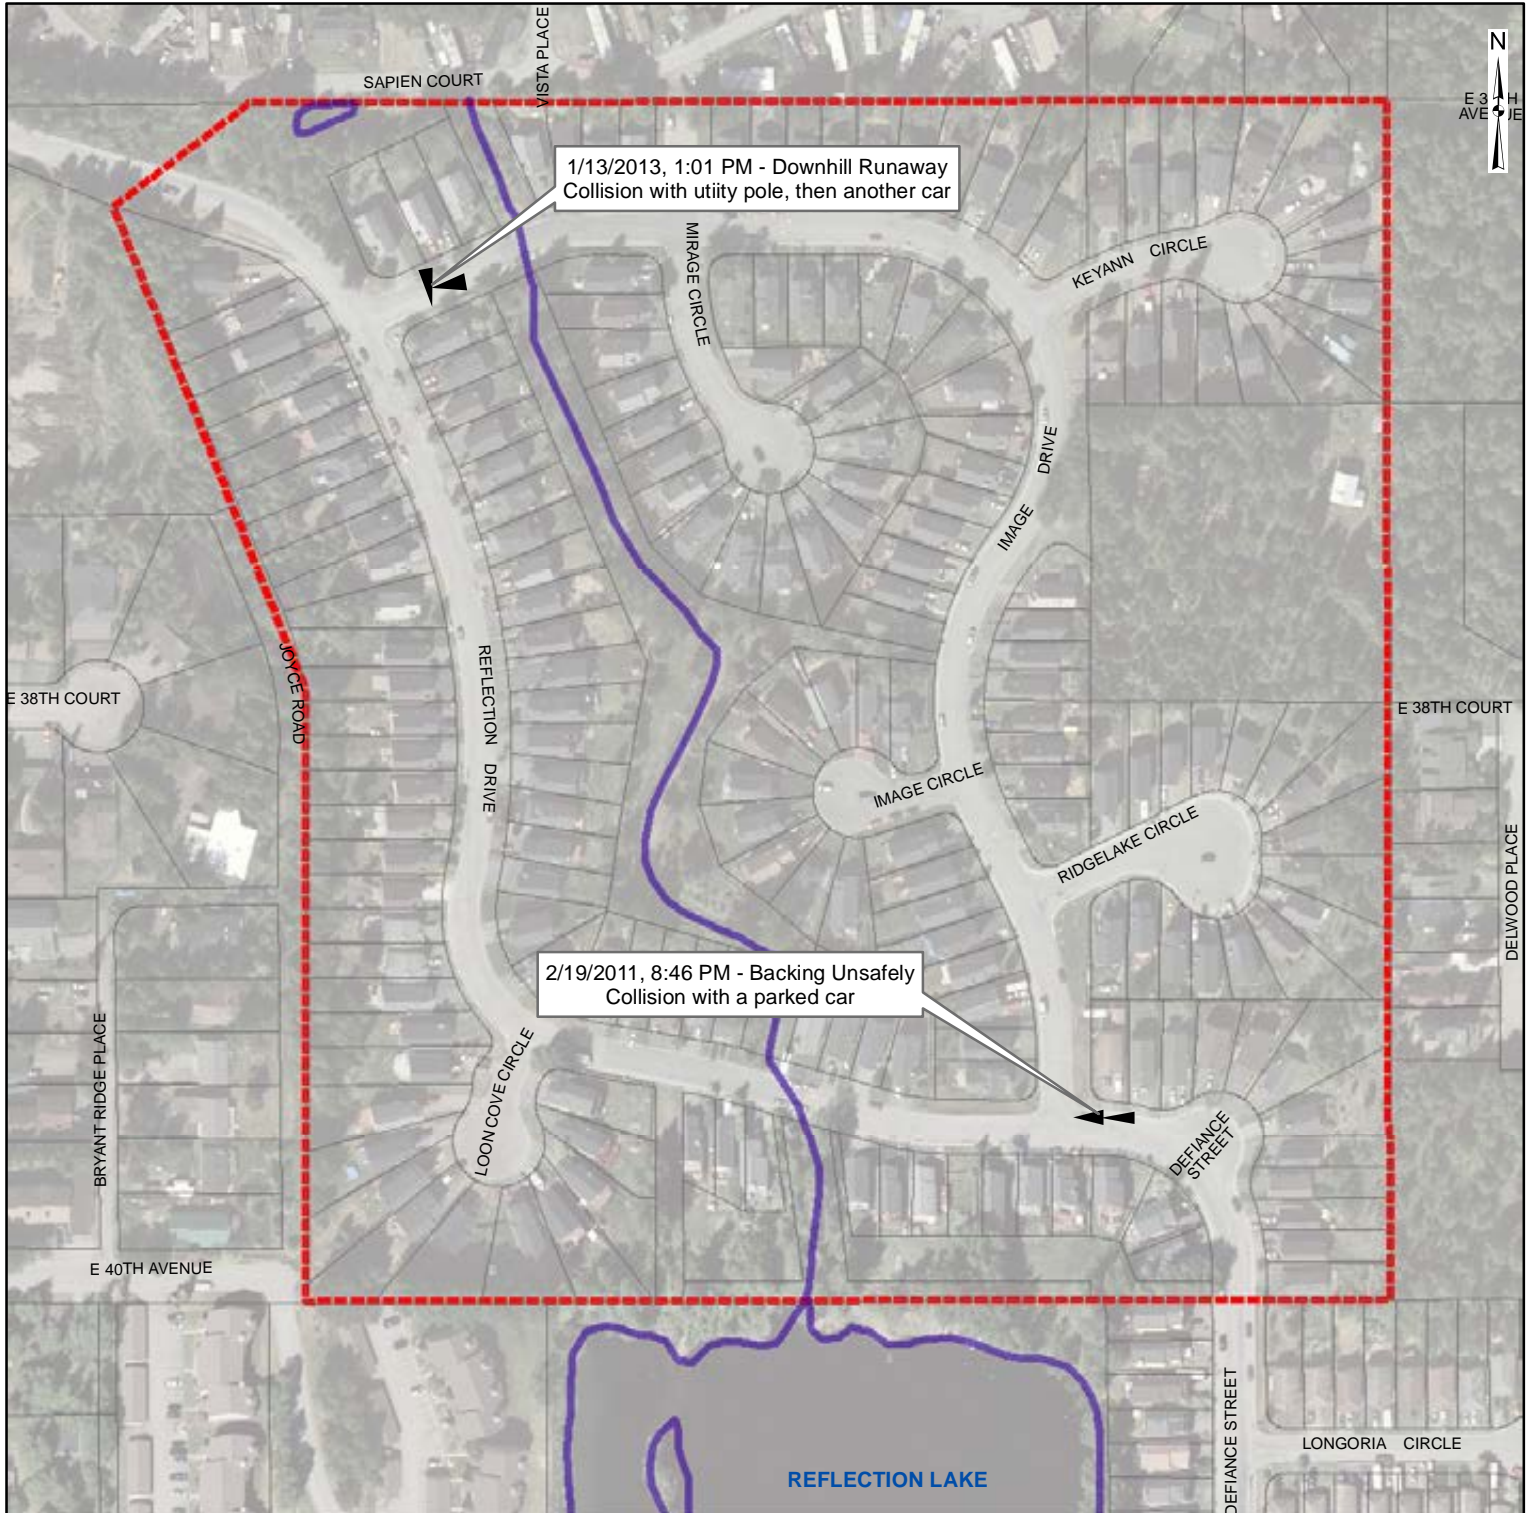 VISTA PLACE
SAPIEN COURT
N
1/13/2013, 1:01 PM - Downhill Runaway
Collision with utiity pole, then another car
MIRAGE CIRCLE
KEYANN CIRCLE
IMAGE DRIVE
REFLECTION DRIVE
JOYCE ROAD
E 38TH COURT
E 38TH COURT
IMAGE CIRCLE
RIDGELAKE CIRCLE
DELWOOD PLACE
2/19/2011, 8:46 PM - Backing Unsafely
Collision with a parked car
BRYANT RIDGE PLACE
LOONCOVE CIRCLE
DEFIANCE
STREET
E 40TH AVENUE
DEFIANCE STREET
LONGORIA CIRCLE
REFLECTION LAKE